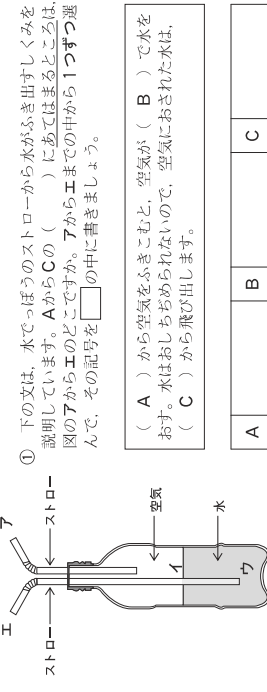 ① 下の文は，水でっぽうのストローから水がふき出すしくみを
説明しています。AからCの（　　）にあてはまるところは，
図のアからエのどこですか。アからエまでの中から1つずつ選
んで，その記号を□の中に書きましょう。
（ A ）から空気をふきこむと，空気が（ B ）で水を
おす。水はおしちぢめられないので，空気におされた水は，
（ C ）から飛び出します。
A
B
C
エ
ア
ストロー
ストロー
空気
イ
水
ウ